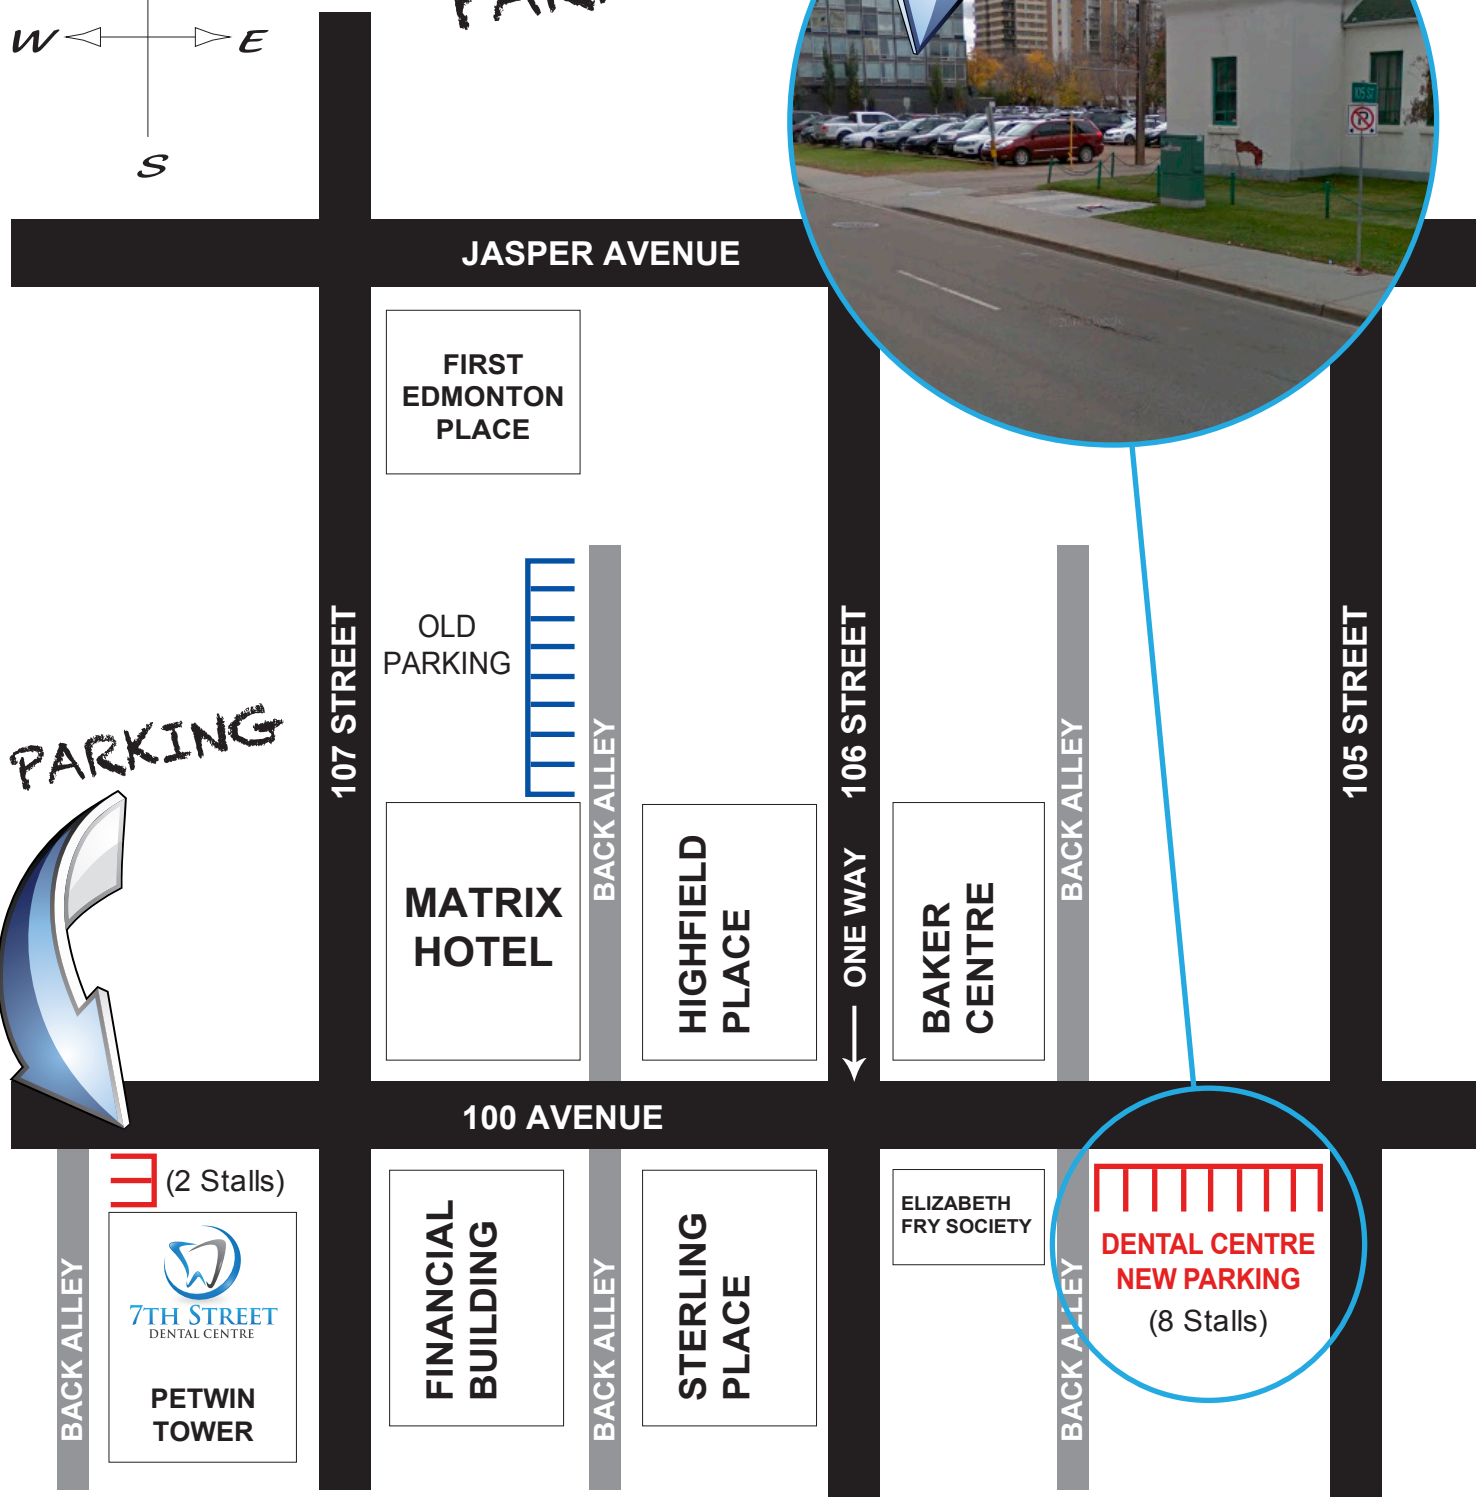 W E
S
JASPER AVENUE
105 ST
FIRST
EDMONTON
PLACE
OLD
PARKING
107 STREET
106 STREET
105 STREET
PARKING
BACK ALLEY
BACK ALLEY
MATRIX
HOTEL
HIGHFIELD
PLACE
ONE WAY
BAKER
CENTRE
100 AVENUE
(2 Stalls)
7TH STREET
DENTAL CENTRE
PETWIN
TOWER
BACK ALLEY
FINANCIAL
BUILDING
BACK ALLEY
STERLING
PLACE
ELIZABETH
FRY SOCIETY
BACK ALLEY
DENTAL CENTRE
NEW PARKING
(8 Stalls)